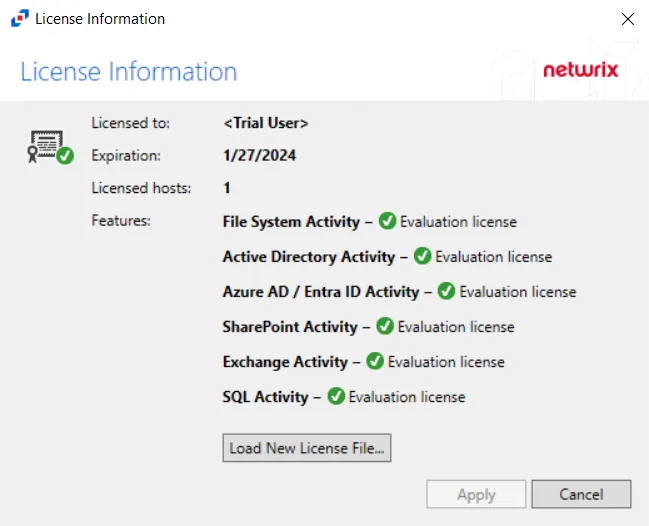 License Information
License Information
netwrix
Licensed to: <Trial User>
Expiration: 1/27/2024
Licensed hosts: 1
Features: File System Activity – Evaluation license
Active Directory Activity – Evaluation license
Azure AD / Entra ID Activity – Evaluation license
SharePoint Activity – Evaluation license
Exchange Activity – Evaluation license
SQL Activity – Evaluation license
Load New License File...
Apply Cancel